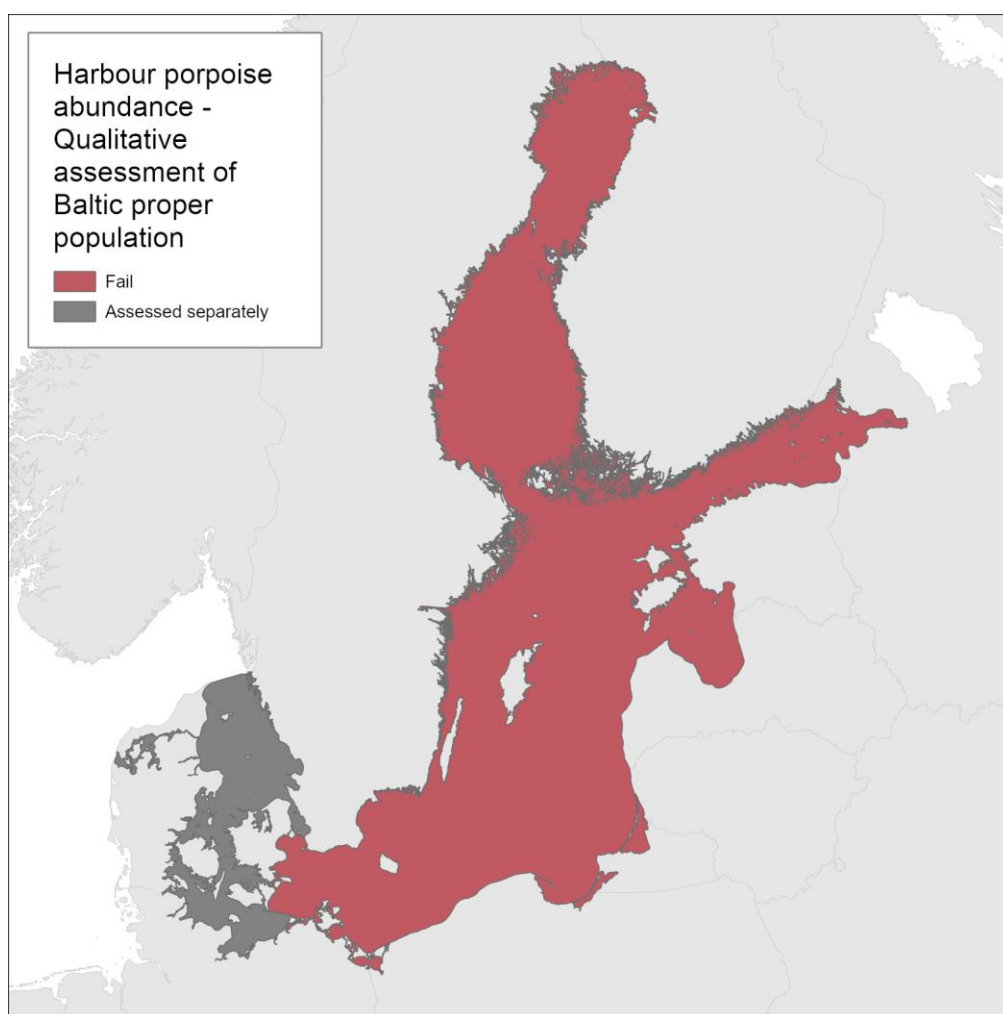 Harbour porpoise
abundance -
Qualitative
assessment of
Baltic proper
population
Fail
Assessed separately